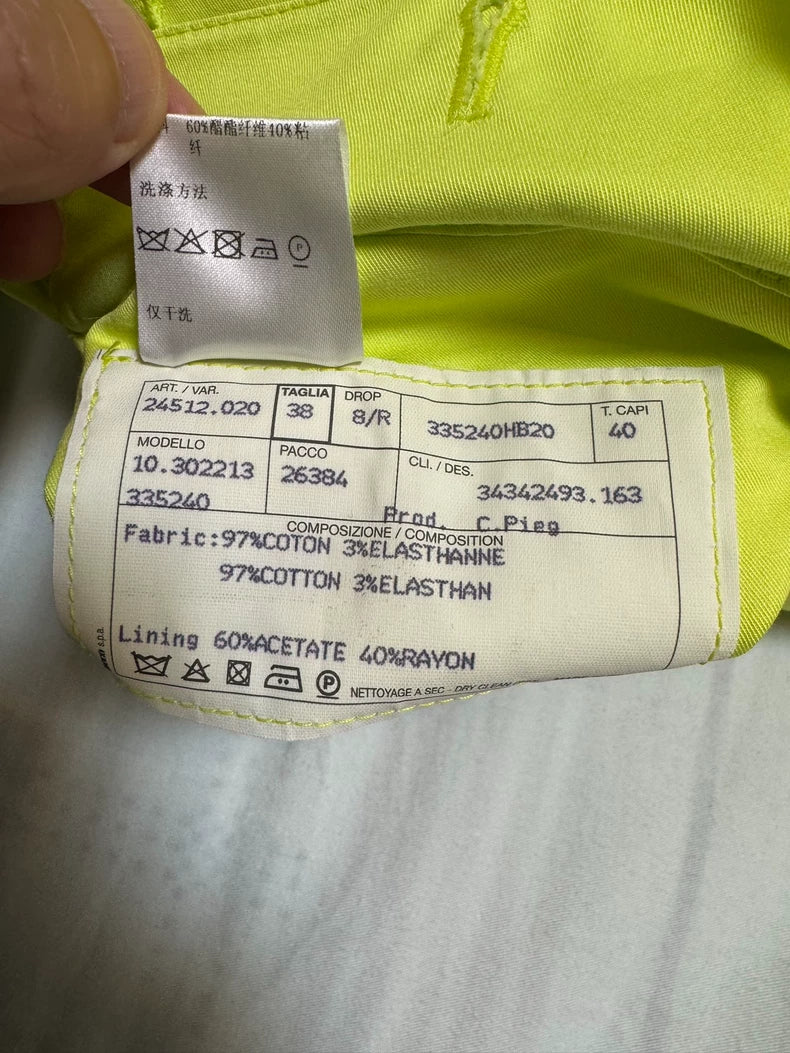 60%醋酯纤维40%粘
纤
洗涤方法
P
仅干洗
ART. / VAR.
24512.020
TAGLIA
38
DROP
8/R
335240HB20
T. CAPI
40
MODELLO
10.302213
335240
PACCO
26384
CLI. / DES.
34342493.163
Prod. C.Pieg
COMPOSIZIONE / COMPOSITION
Fabric:97%COTON 3%ELASTHANNE
97%COTTON 3%ELASTHAN
Lining 60%ACETATE 40%RAYON
P
NETTOYAGE A SEC - DRY CLEAN
s.p.a.